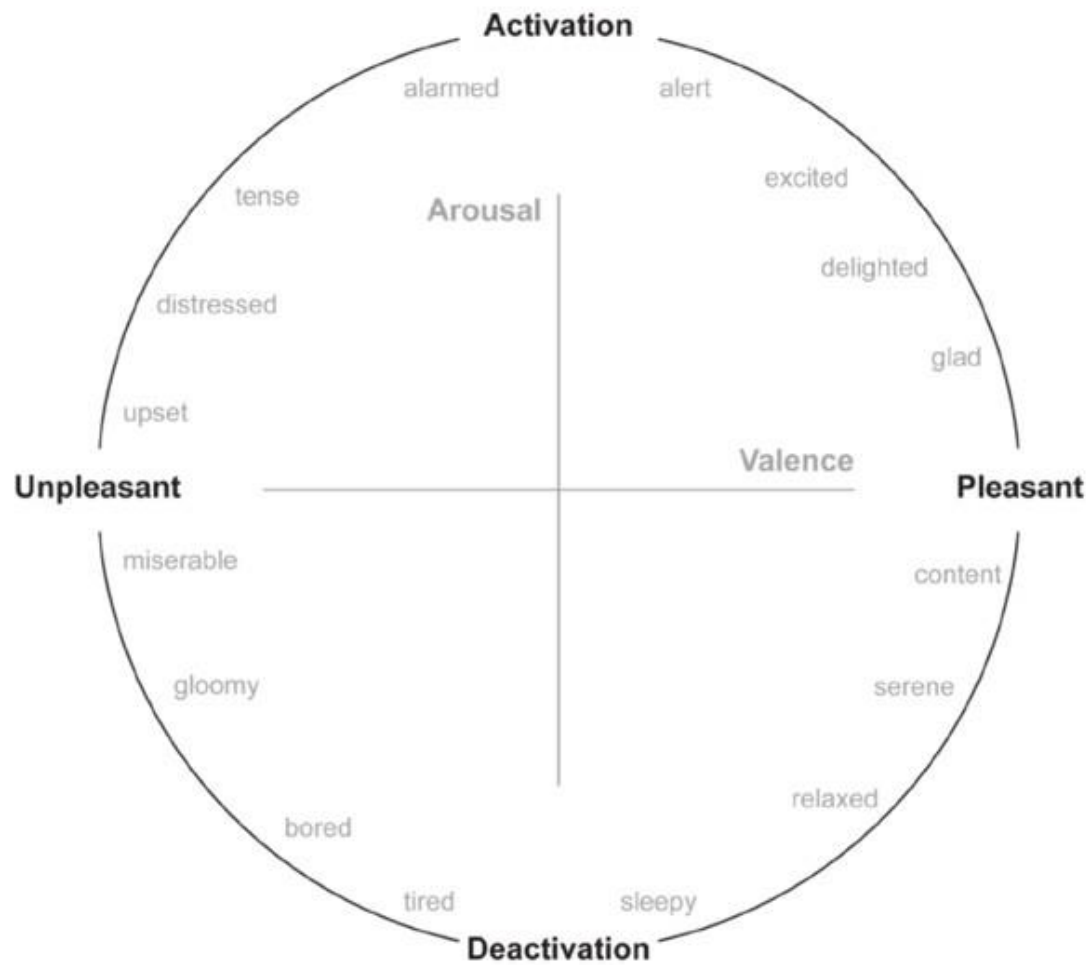 Activation
alarmed
alert
excited
tense
Arousal
delighted
distressed
glad
upset
Valence
Unpleasant
Pleasant
miserable
content
gloomy
serene
relaxed
bored
tired
sleepy
Deactivation